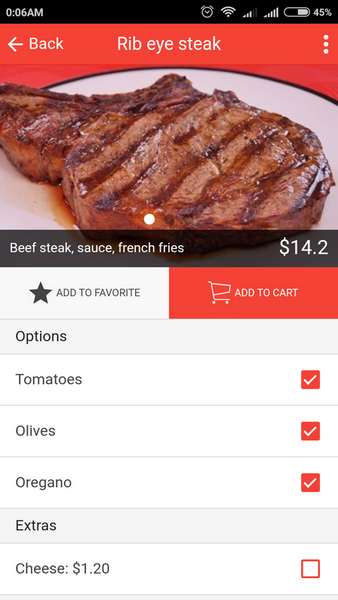 0:06AM
45%
Back
Rib eye steak
Beef steak, sauce, french fries
$14.2
ADD TO FAVORITE
ADD TO CART
Options
Tomatoes
Olives
Oregano
Extras
Cheese: $1.20